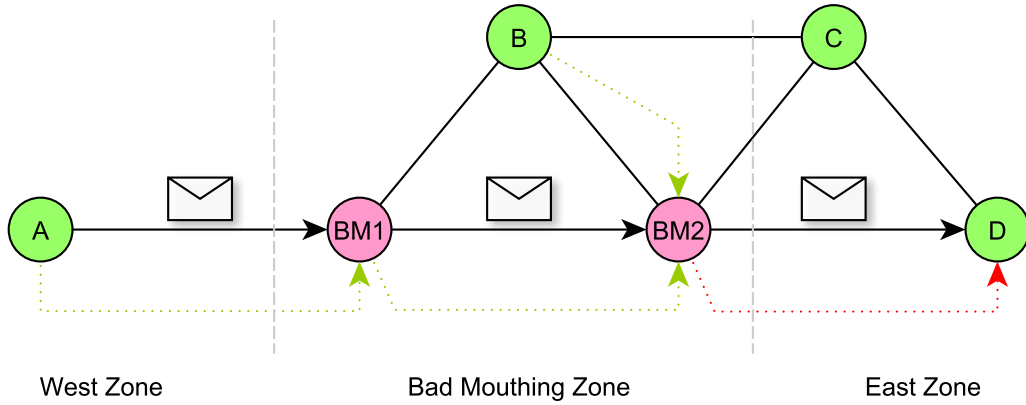 B
C
A
BM1
BM2
D
West Zone
Bad Mouthing Zone
East Zone